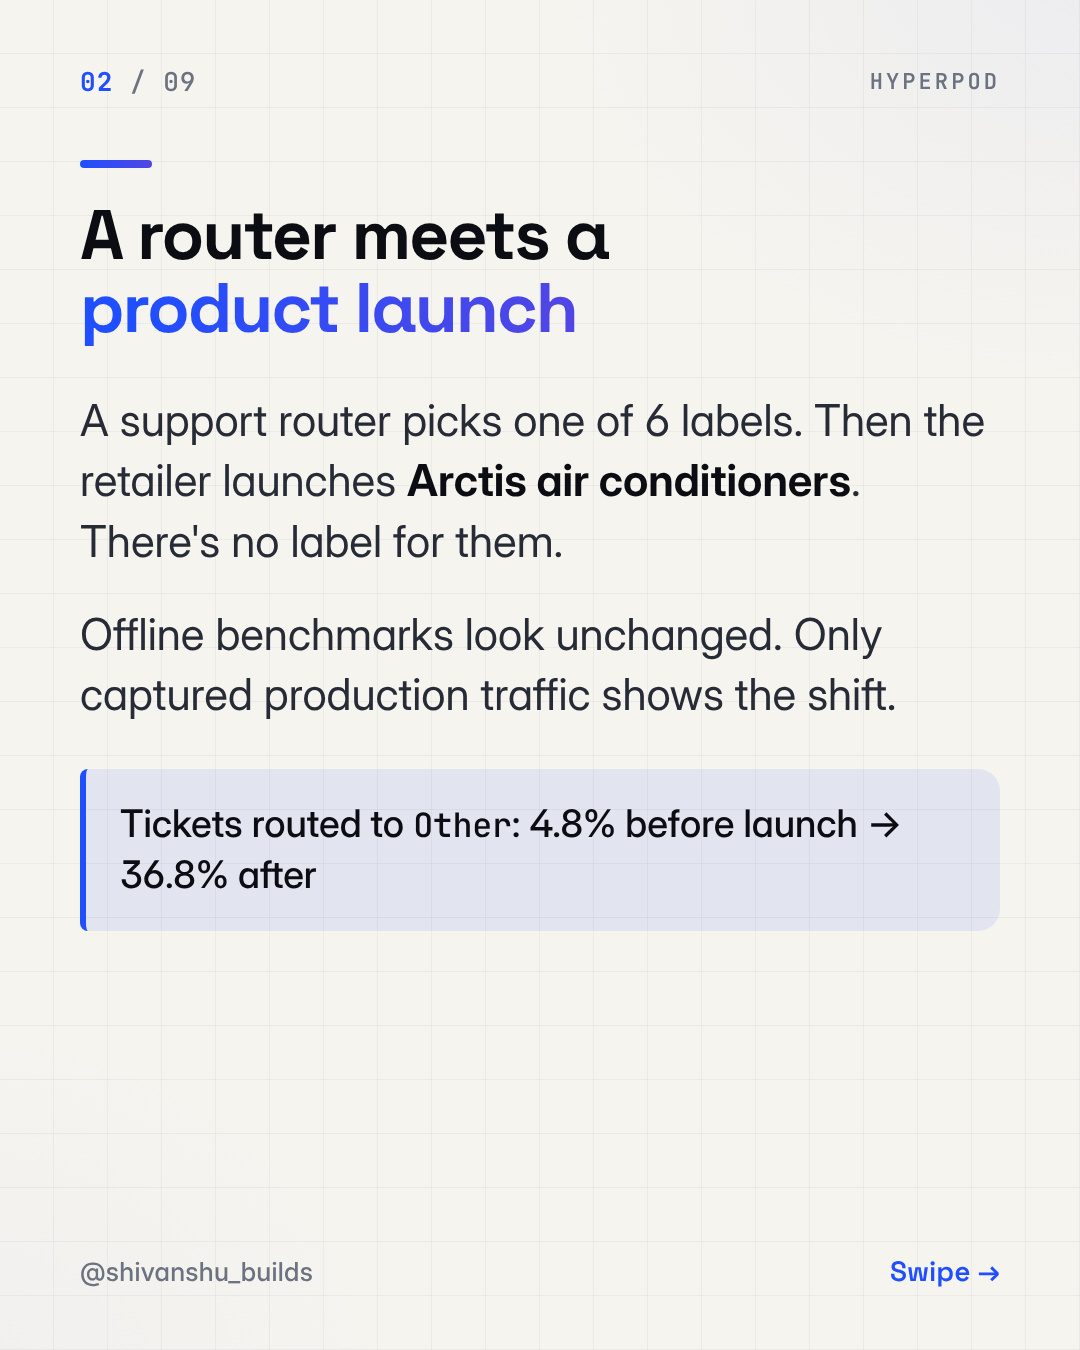 02 / 09
HYPERPOD
A router meets a
product launch
A support router picks one of 6 labels. Then the
retailer launches Arctis air conditioners.
There's no label for them.
Offline benchmarks look unchanged. Only
captured production traffic shows the shift.
Tickets routed to Other: 4.8% before launch →
36.8% after
@shivanshu_builds
Swipe →